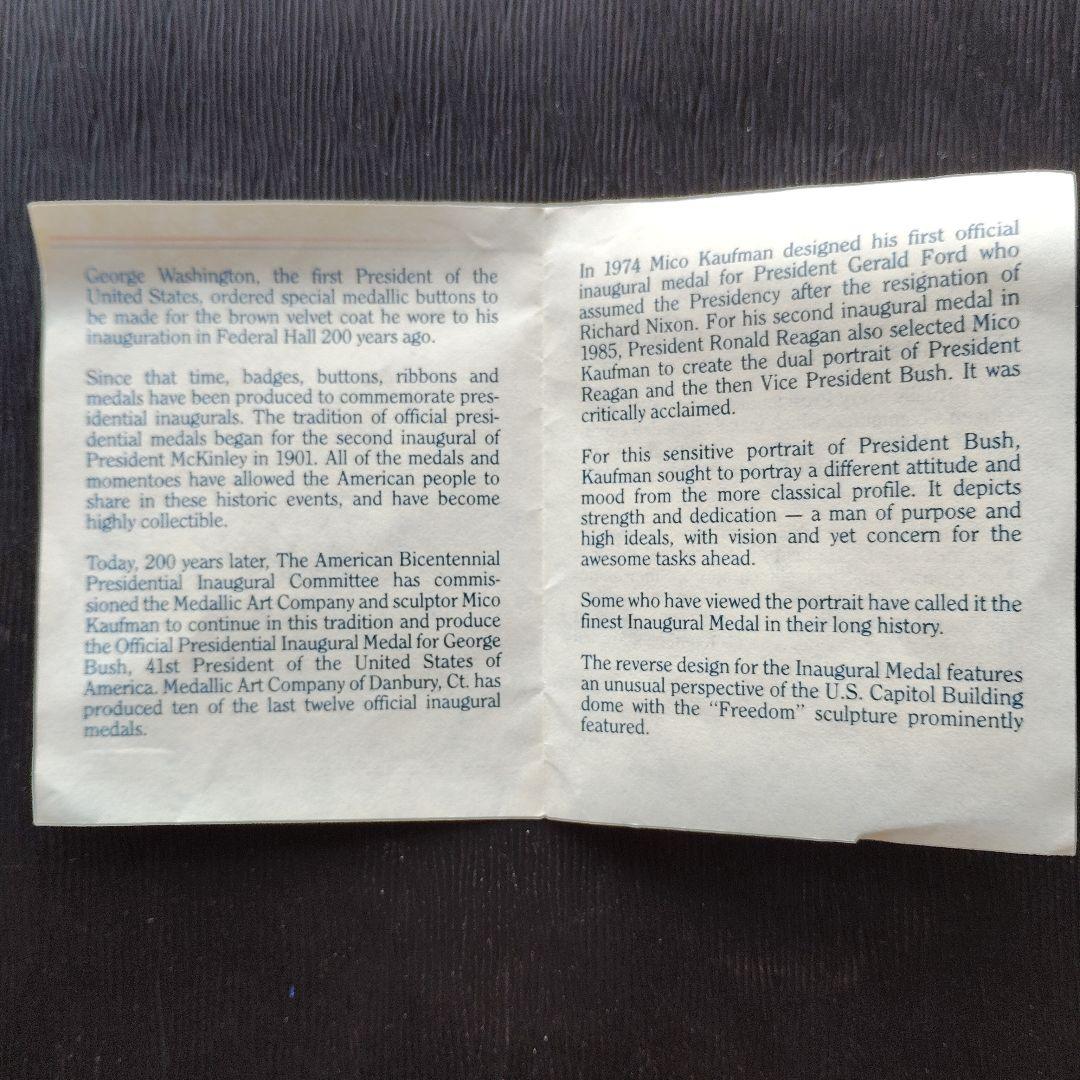 George Washington, the first President of the
United States, ordered special medallic buttons to
be made for the brown velvet coat he wore to his
inauguration in Federal Hall 200 years ago.
Since that time, badges, buttons, ribbons and
medals have been produced to commemorate pres-
idential inaugurals. The tradition of official presi-
dential medals began for the second inaugural of
President McKinley in 1901. All of the medals and
momentoes have allowed the American people to
share in these historic events, and have become
highly collectible.
Today, 200 years later, The American Bicentennial
Presidential Inaugural Committee has commis-
sioned the Medallic Art Company and sculptor Mico
Kaufman to continue in this tradition and produce
the Official Presidential Inaugural Medal for George
Bush, 41st President of the United States of
America. Medallic Art Company of Danbury, Ct. has
produced ten of the last twelve official inaugural
medals.
In 1974 Mico Kaufman designed his first official
inaugural medal for President Gerald Ford who
assumed the Presidency after the resignation of
Richard Nixon. For his second inaugural medal in
1985, President Ronald Reagan also selected Mico
Kaufman to create the dual portrait of President
Reagan and the then Vice President Bush. It was
critically acclaimed.
For this sensitive portrait of President Bush,
Kaufman sought to portray a different attitude and
mood from the more classical profile. It depicts
strength and dedication — a man of purpose and
high ideals, with vision and yet concern for the
awesome tasks ahead.
Some who have viewed the portrait have called it the
finest Inaugural Medal in their long history.
The reverse design for the Inaugural Medal features
an unusual perspective of the U.S. Capitol Building
dome with the “Freedom” sculpture prominently
featured.